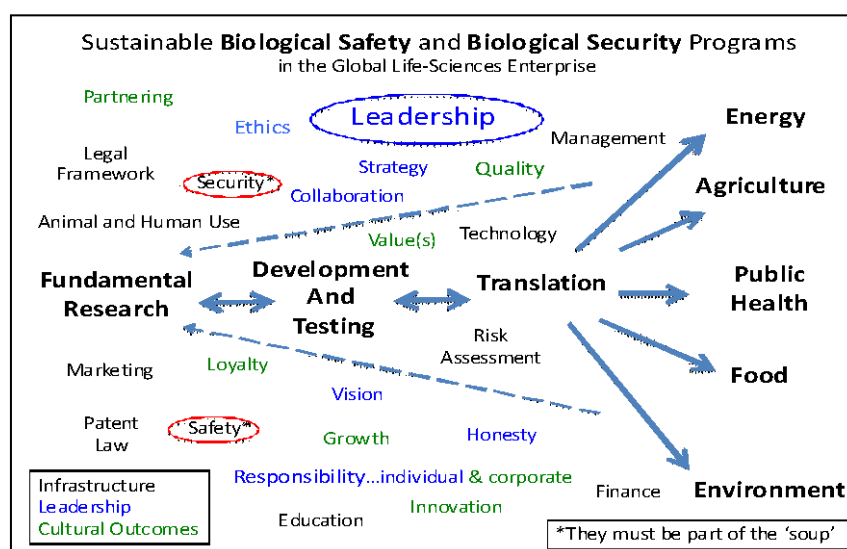 Sustainable Biological Safety and Biological Security Programs
in the Global Life-Sciences Enterprise
Partnering
Ethics
Leadership
Management
Energy
Legal
Framework
Security*
Strategy
Quality
Collaboration
Agriculture
Animal and Human Use
Value(s)
Technology
Fundamental
Research
Development
And
Testing
Translation
Public
Health
Risk
Assessment
Marketing
Loyalty
Vision
Food
Patent
Law
Safety*
Growth
Honesty
Responsibility...individual & corporate
Innovation
Finance
Environment
Education
Infrastructure
Leadership
Cultural Outcomes
*They must be part of the ‘soup’